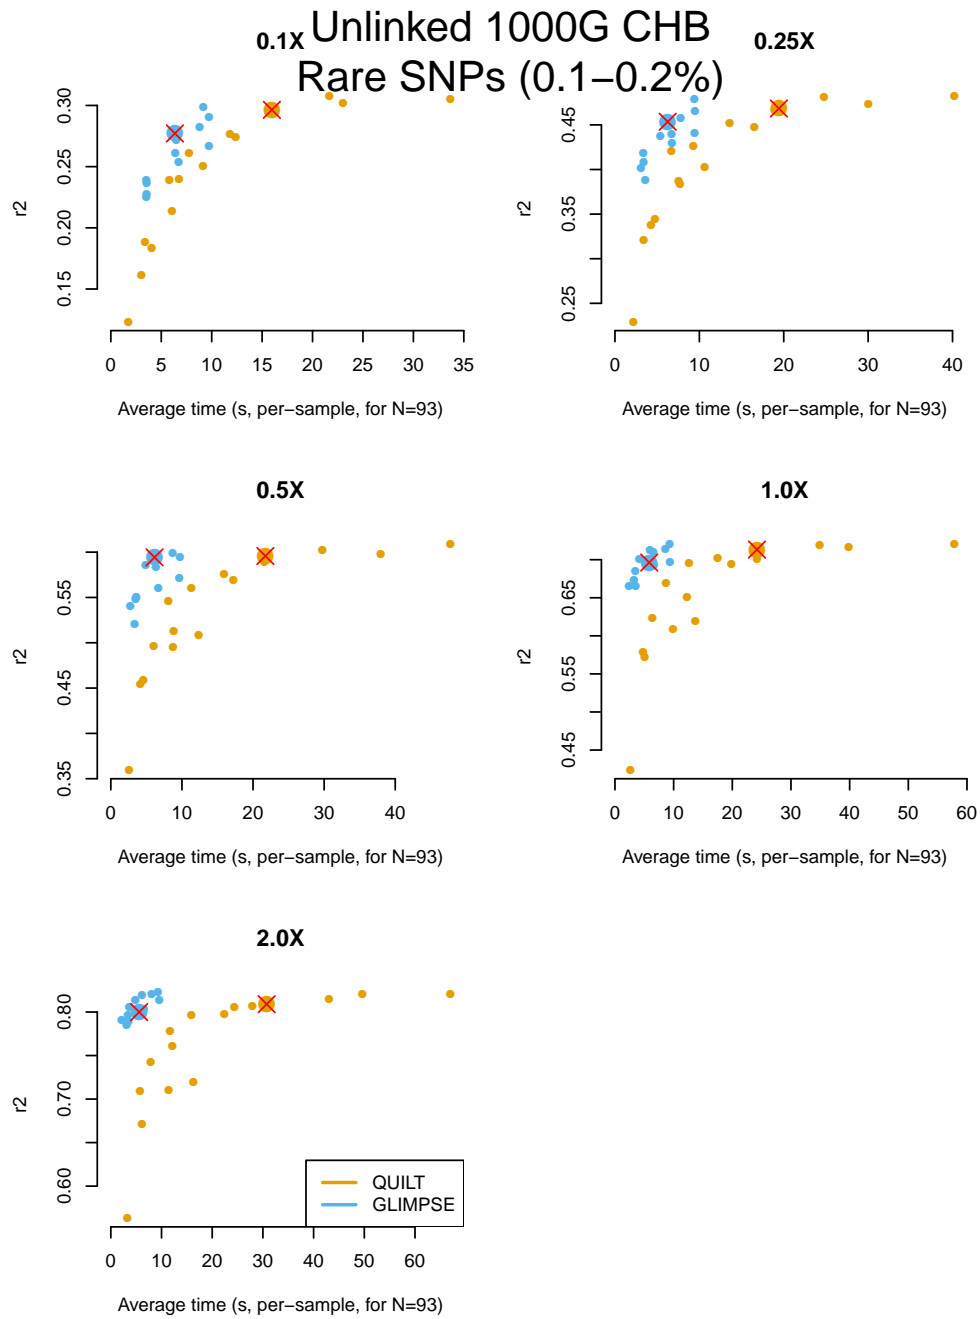 Unlinked 1000G CHB
Rare SNPs (0.1−0.2%)
0.1X
0.30
0.25
0.20
0.15
r2
0 5 10 15 20 25 30 35
Average time (s, per−sample, for N=93)
0.25X
0.45
0.35
0.25
r2
0 10 20 30 40
Average time (s, per−sample, for N=93)
0.5X
0.55
0.45
0.35
r2
0 10 20 30 40
Average time (s, per−sample, for N=93)
1.0X
0.65
0.55
0.45
r2
0 10 20 30 40 50 60
Average time (s, per−sample, for N=93)
2.0X
0.80
0.70
0.60
r2
QUILT
GLIMPSE
0 10 20 30 40 50 60
Average time (s, per−sample, for N=93)